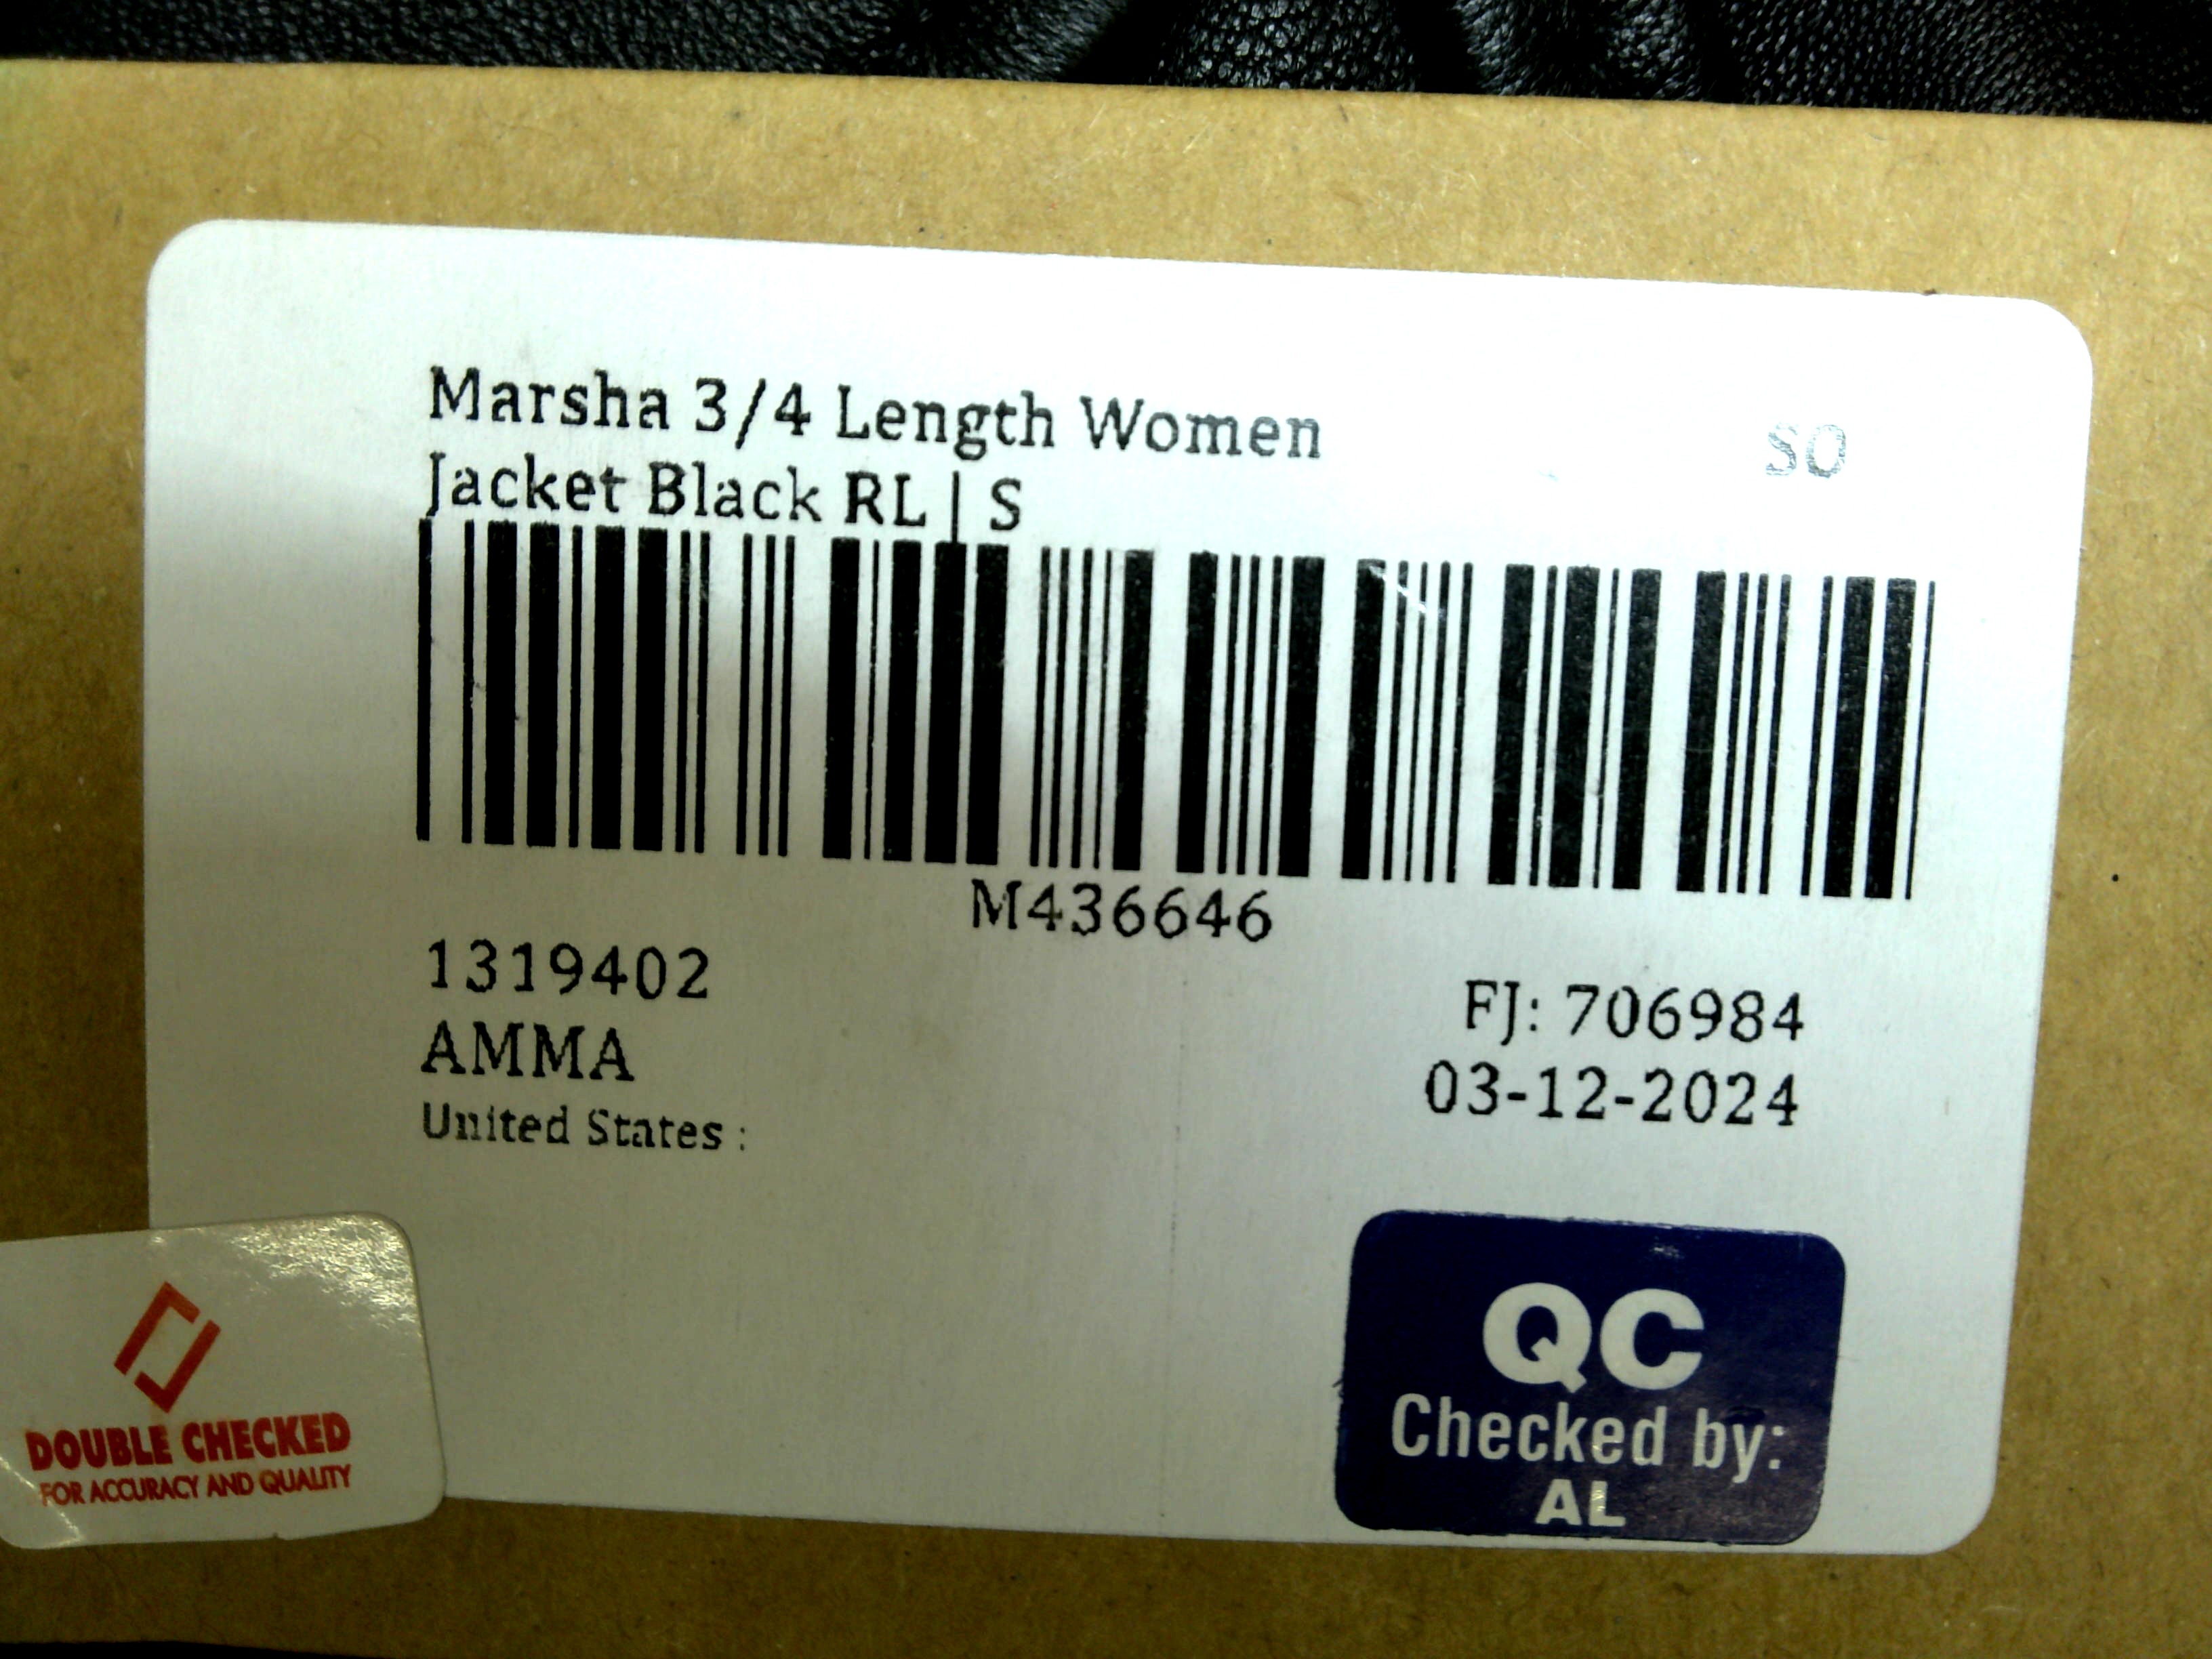 Marsha 3/4 Length Women
Jacket Black RL | S
SO
M436646
1319402
AMMA
United States :
FJ: 706984
03-12-2024
QC
Checked by:
AL
DOUBLE CHECKED
FOR ACCURACY AND QUALITY